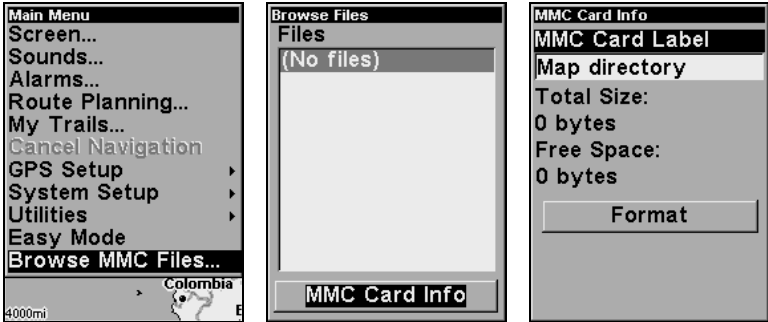 Main Menu
Screen...
Sounds...
Alarms...
Route Planning...
My Trails...
Cancel Navigation
GPS Setup
System Setup
Utilities
Easy Mode
Browse MMC Files...
Colombia
4000mi
Browse Files
Files
(No files)
MMC Card Info
MMC Card Info
MMC Card Label
Map directory
Total Size:
0 bytes
Free Space:
0 bytes
Format